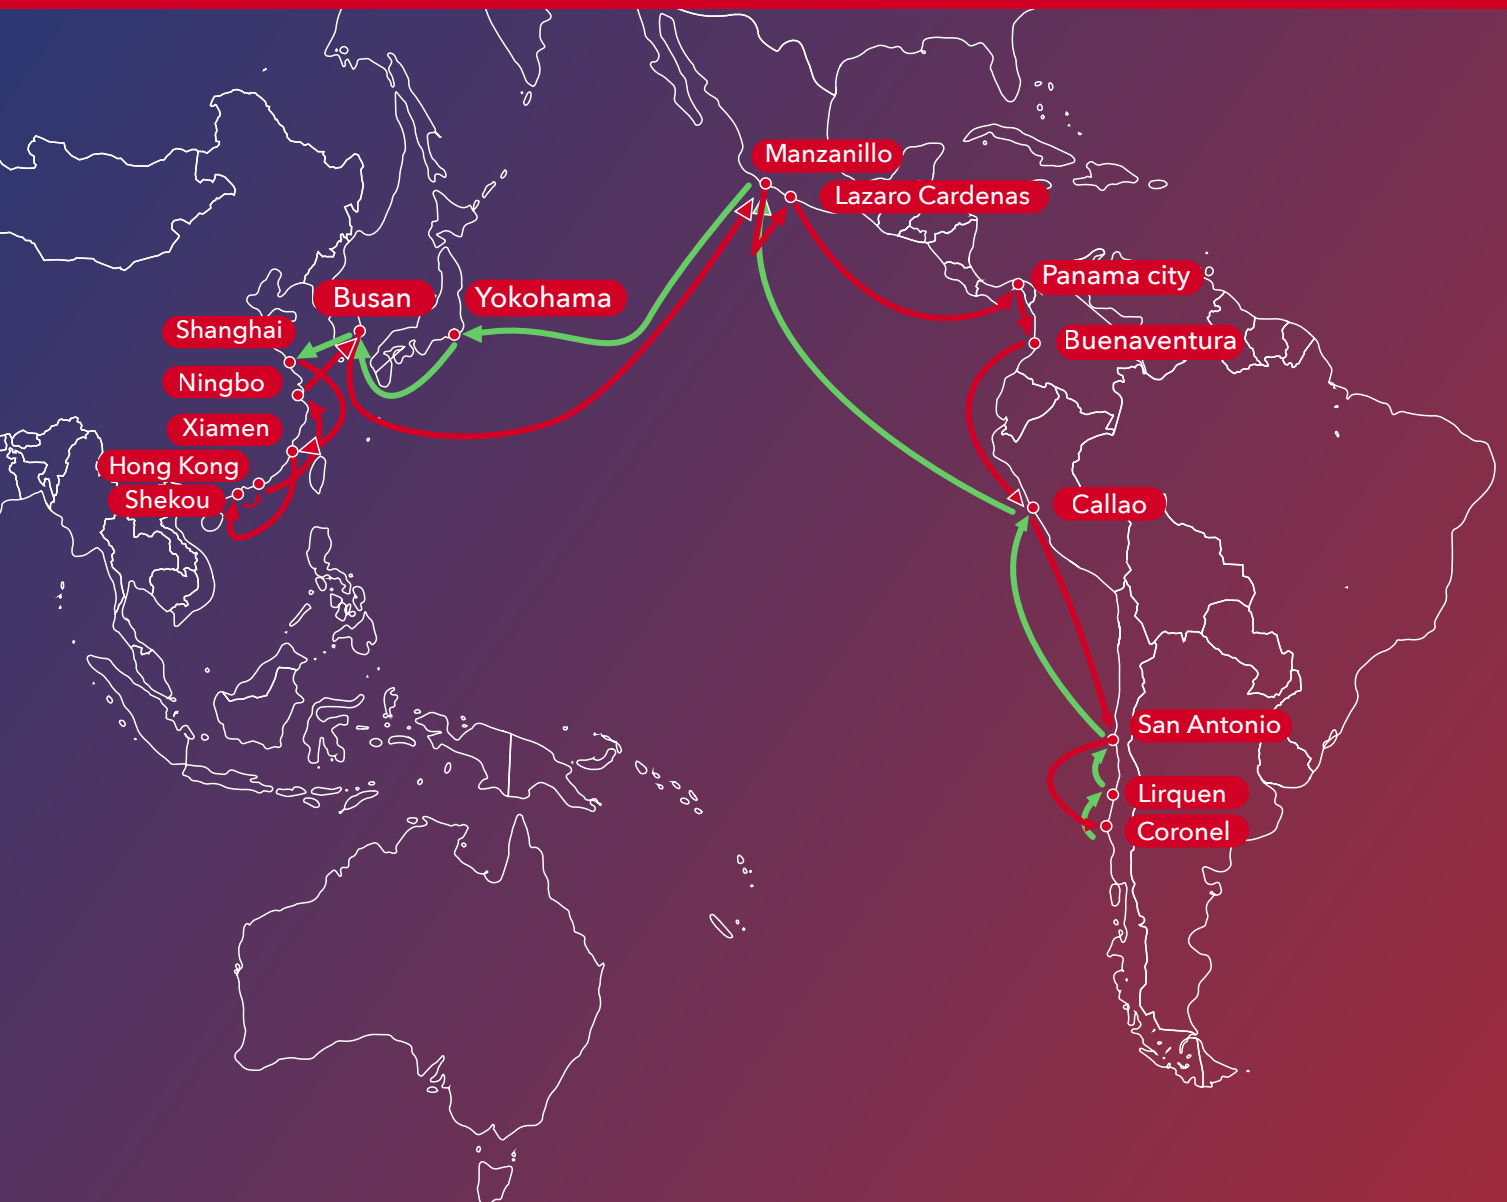 Manzanillo
Lazaro Cardenas
Panama city
Busan
Yokohama
Shanghai
Buenaventura
Ningbo
Xiamen
Hong Kong
Shekou
Callao
San Antonio
Lirquen
Coronel